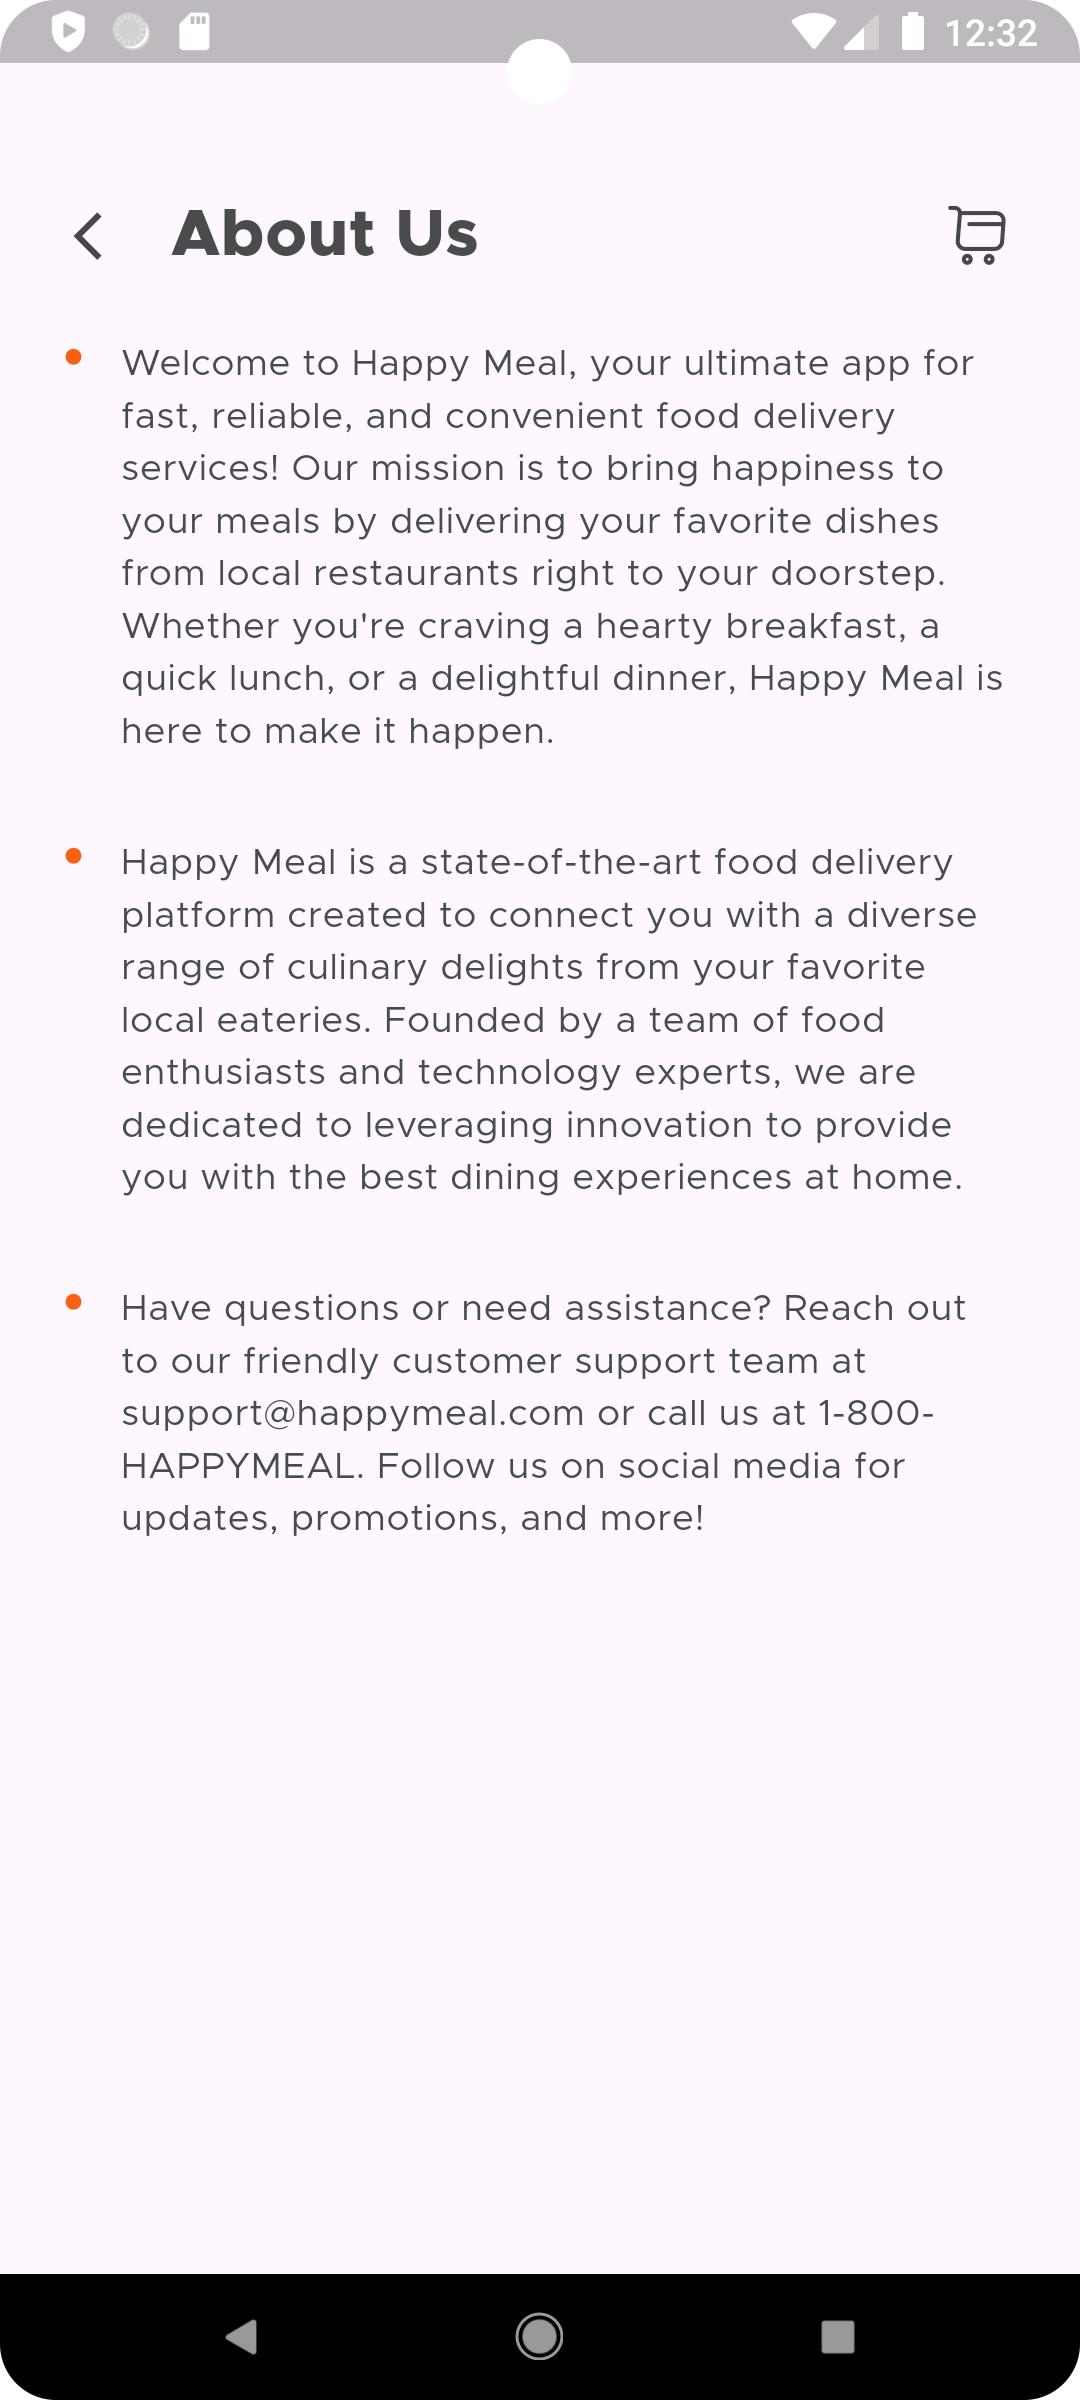 12:32
About Us
Welcome to Happy Meal, your ultimate app for
fast, reliable, and convenient food delivery
services! Our mission is to bring happiness to
your meals by delivering your favorite dishes
from local restaurants right to your doorstep.
Whether you're craving a hearty breakfast, a
quick lunch, or a delightful dinner, Happy Meal is
here to make it happen.
Happy Meal is a state-of-the-art food delivery
platform created to connect you with a diverse
range of culinary delights from your favorite
local eateries. Founded by a team of food
enthusiasts and technology experts, we are
dedicated to leveraging innovation to provide
you with the best dining experiences at home.
Have questions or need assistance? Reach out
to our friendly customer support team at
support@happymeal.com or call us at 1-800-
HAPPYMEAL. Follow us on social media for
updates, promotions, and more!